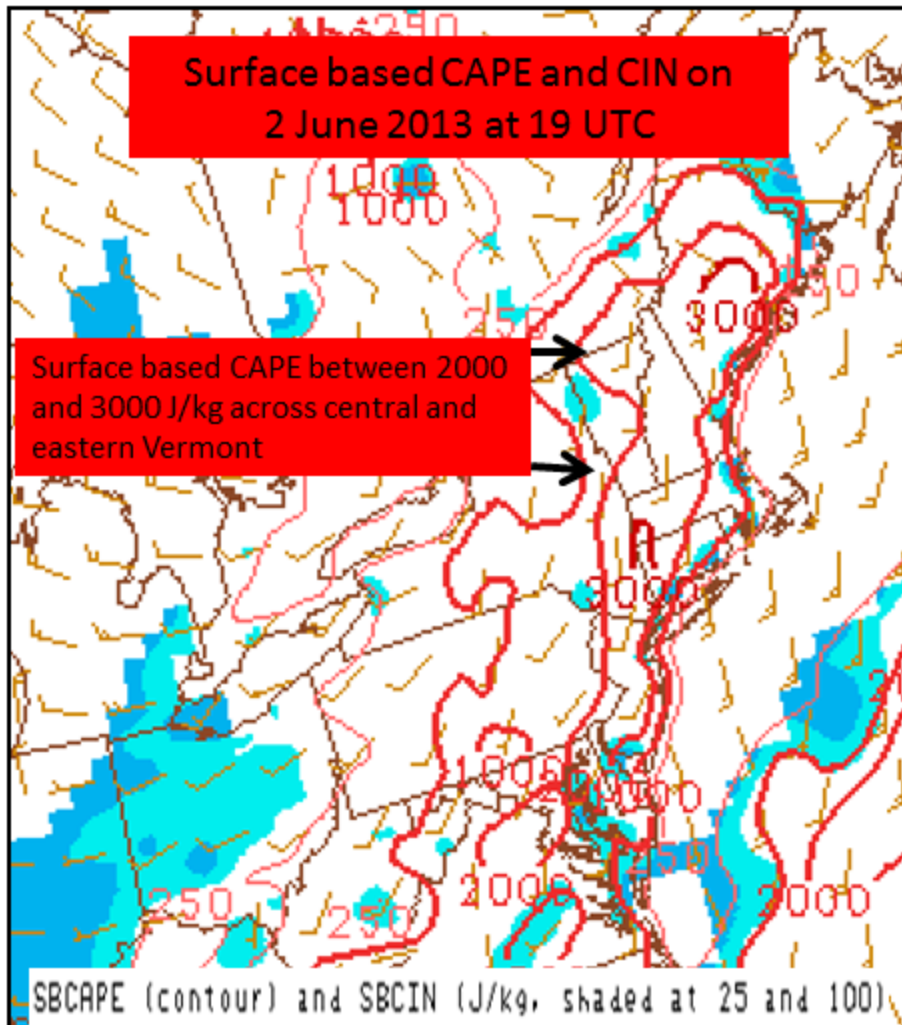 250
Surface based CAPE and CIN on
2 June 2013 at 19 UTC
1000
1000
250
3000
Surface based CAPE between 2000
and 3000 J/kg across central and
eastern Vermont
3000
1000
250
2000
2000
250
250
SBCAPE (contour) and SBCIN (J/kg, shaded at 25 and 100)